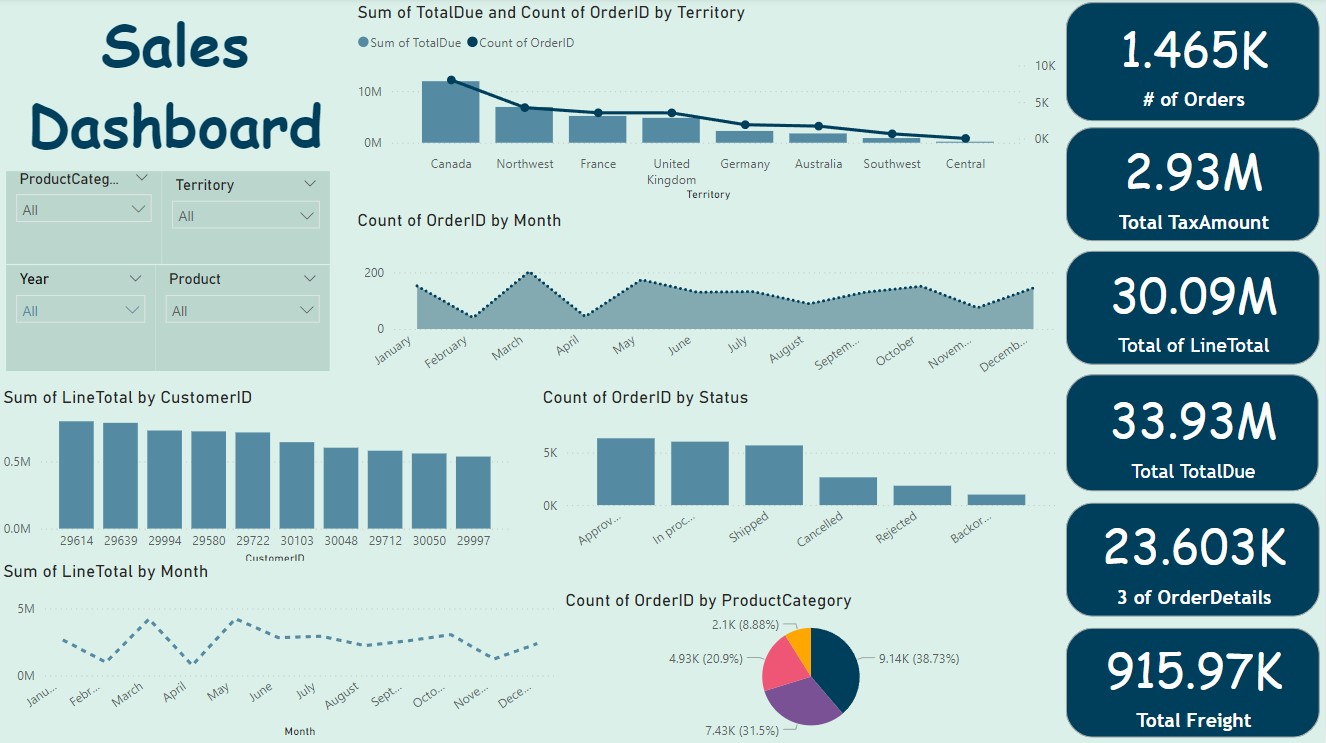 Sales
Dashboard
ProductCateg...
All
Territory
All
Year
All
Product
All
Sum of TotalDue and Count of OrderID by Territory
Sum of TotalDue Count of OrderID
10M
0M
10K
5K
0K
Canada Northwest France United Kingdom Germany Australia Southwest Central
Territory
Count of OrderID by Month
200
0
January February March April May June July August Septem... October Novem... Decemb...
Sum of LineTotal by CustomerID
0.5M
0.0M
29614 29639 29994 29580 29722 30103 30048 29712 30050 29997
CustomerID
Count of OrderID by Status
5K
0K
Approv... In proc... Shipped Cancelled Rejected Backor...
Sum of LineTotal by Month
5M
0M
Janu... Febr... March April May June July August Sept... Octo... Nove... Dece...
Month
Count of OrderID by ProductCategory
2.1K (8.88%)
4.93K (20.9%)
9.14K (38.73%)
7.43K (31.5%)
1.465K
# of Orders
2.93M
Total TaxAmount
30.09M
Total of LineTotal
33.93M
Total TotalDue
23.603K
3 of OrderDetails
915.97K
Total Freight